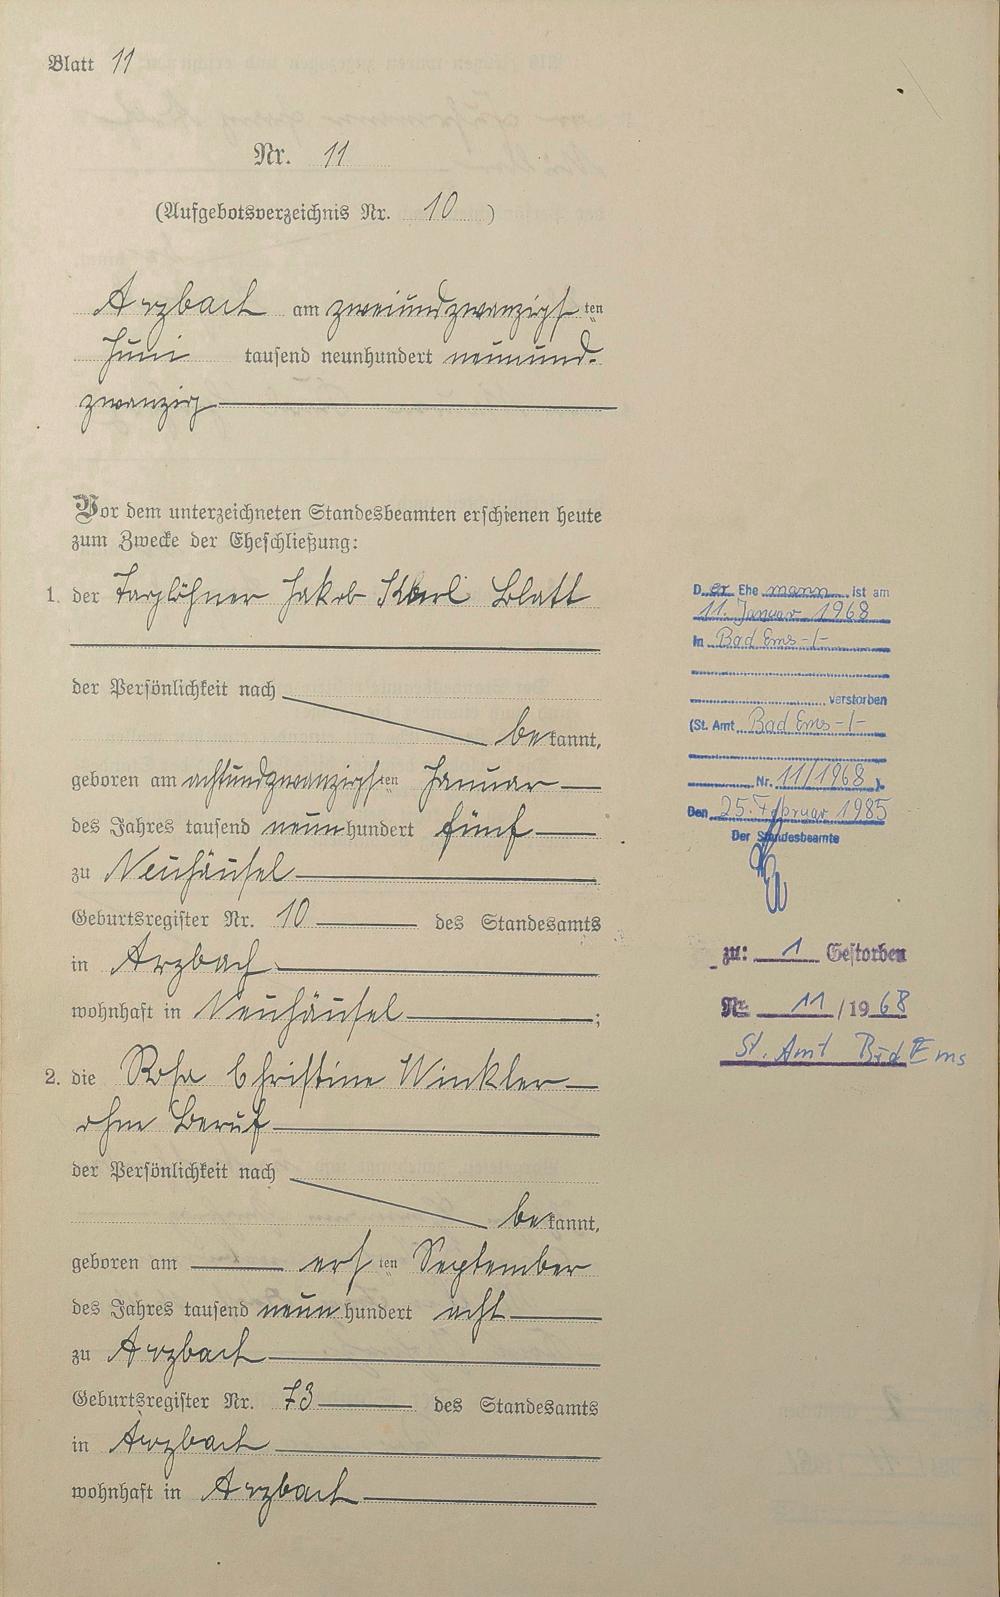 Blatt 11
Nr. 11
(Aufgebotsverzeichnis Nr. 10 )
Arzbach am zweiundzwanzigsten
Juni tausend neunhundert neunund-
zwanzig
Vor dem unterzeichneten Standesbeamten erschienen heute
zum Zwecke der Eheschließung:
1. der Taglöhner Jakob Karl Blatt
der Persönlichkeit nach
bekannt,
geboren am achtundzwanzigsten Januar
des Jahres tausend neunhundert fünf
zu Neuhäusel
Geburtsregister Nr. 10 des Standesamts
in Arzbach
wohnhaft in Neuhäusel ;
2. die Rosa Christine Winkler
ohne Beruf
der Persönlichkeit nach
bekannt,
geboren am ersten September
des Jahres tausend neunhundert acht
zu Arzbach
Geburtsregister Nr. 73 des Standesamts
in Arzbach
wohnhaft in Arzbach
Der Ehemann ist am
11. Januar 1968
in Bad Ems -/-
verstorben
(St. Amt Bad Ems -/-
Nr. 11/1968 ).
Den 25. Februar 1985
Der Standesbeamte
zu: 1 Gestorben
Nr. 11/1968
St. Amt Bad Ems